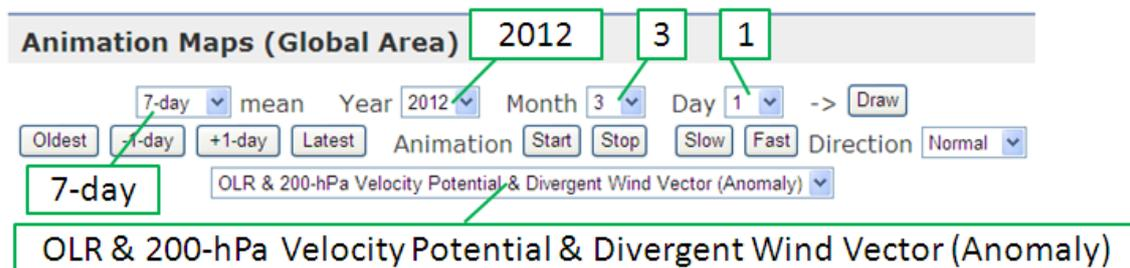 Animation Maps (Global Area) 2012 3 1
7-day mean Year 2012 Month 3 Day 1 -> Draw
Oldest -1-day +1-day Latest Animation Start Stop Slow Fast Direction Normal
7-day OLR & 200-hPa Velocity Potential & Divergent Wind Vector (Anomaly)
OLR & 200-hPa Velocity Potential & Divergent Wind Vector (Anomaly)